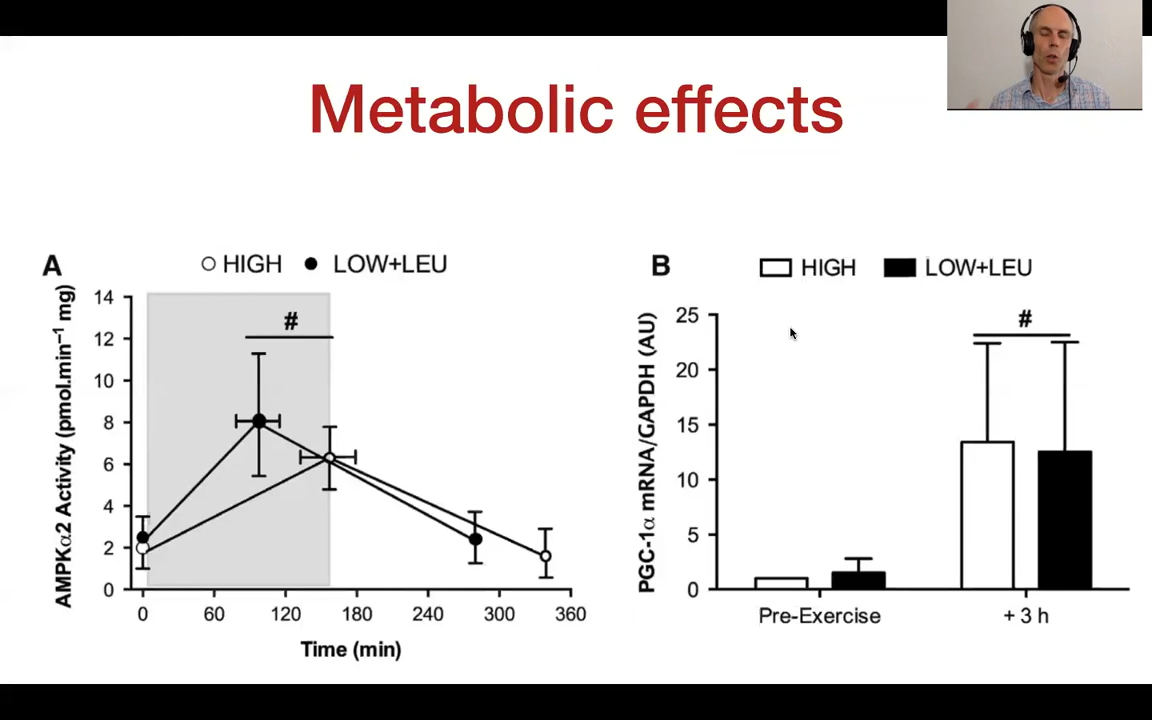 Metabolic effects
A
HIGH LOW+LEU
AMPKα2 Activity (pmol.min⁻¹ mg)
14
12
10
8
6
4
2
0
#
0 60 120 180 240 300 360
Time (min)
B
HIGH LOW+LEU
PGC-1α mRNA/GAPDH (AU)
25
20
15
10
5
0
#
Pre-Exercise + 3 h